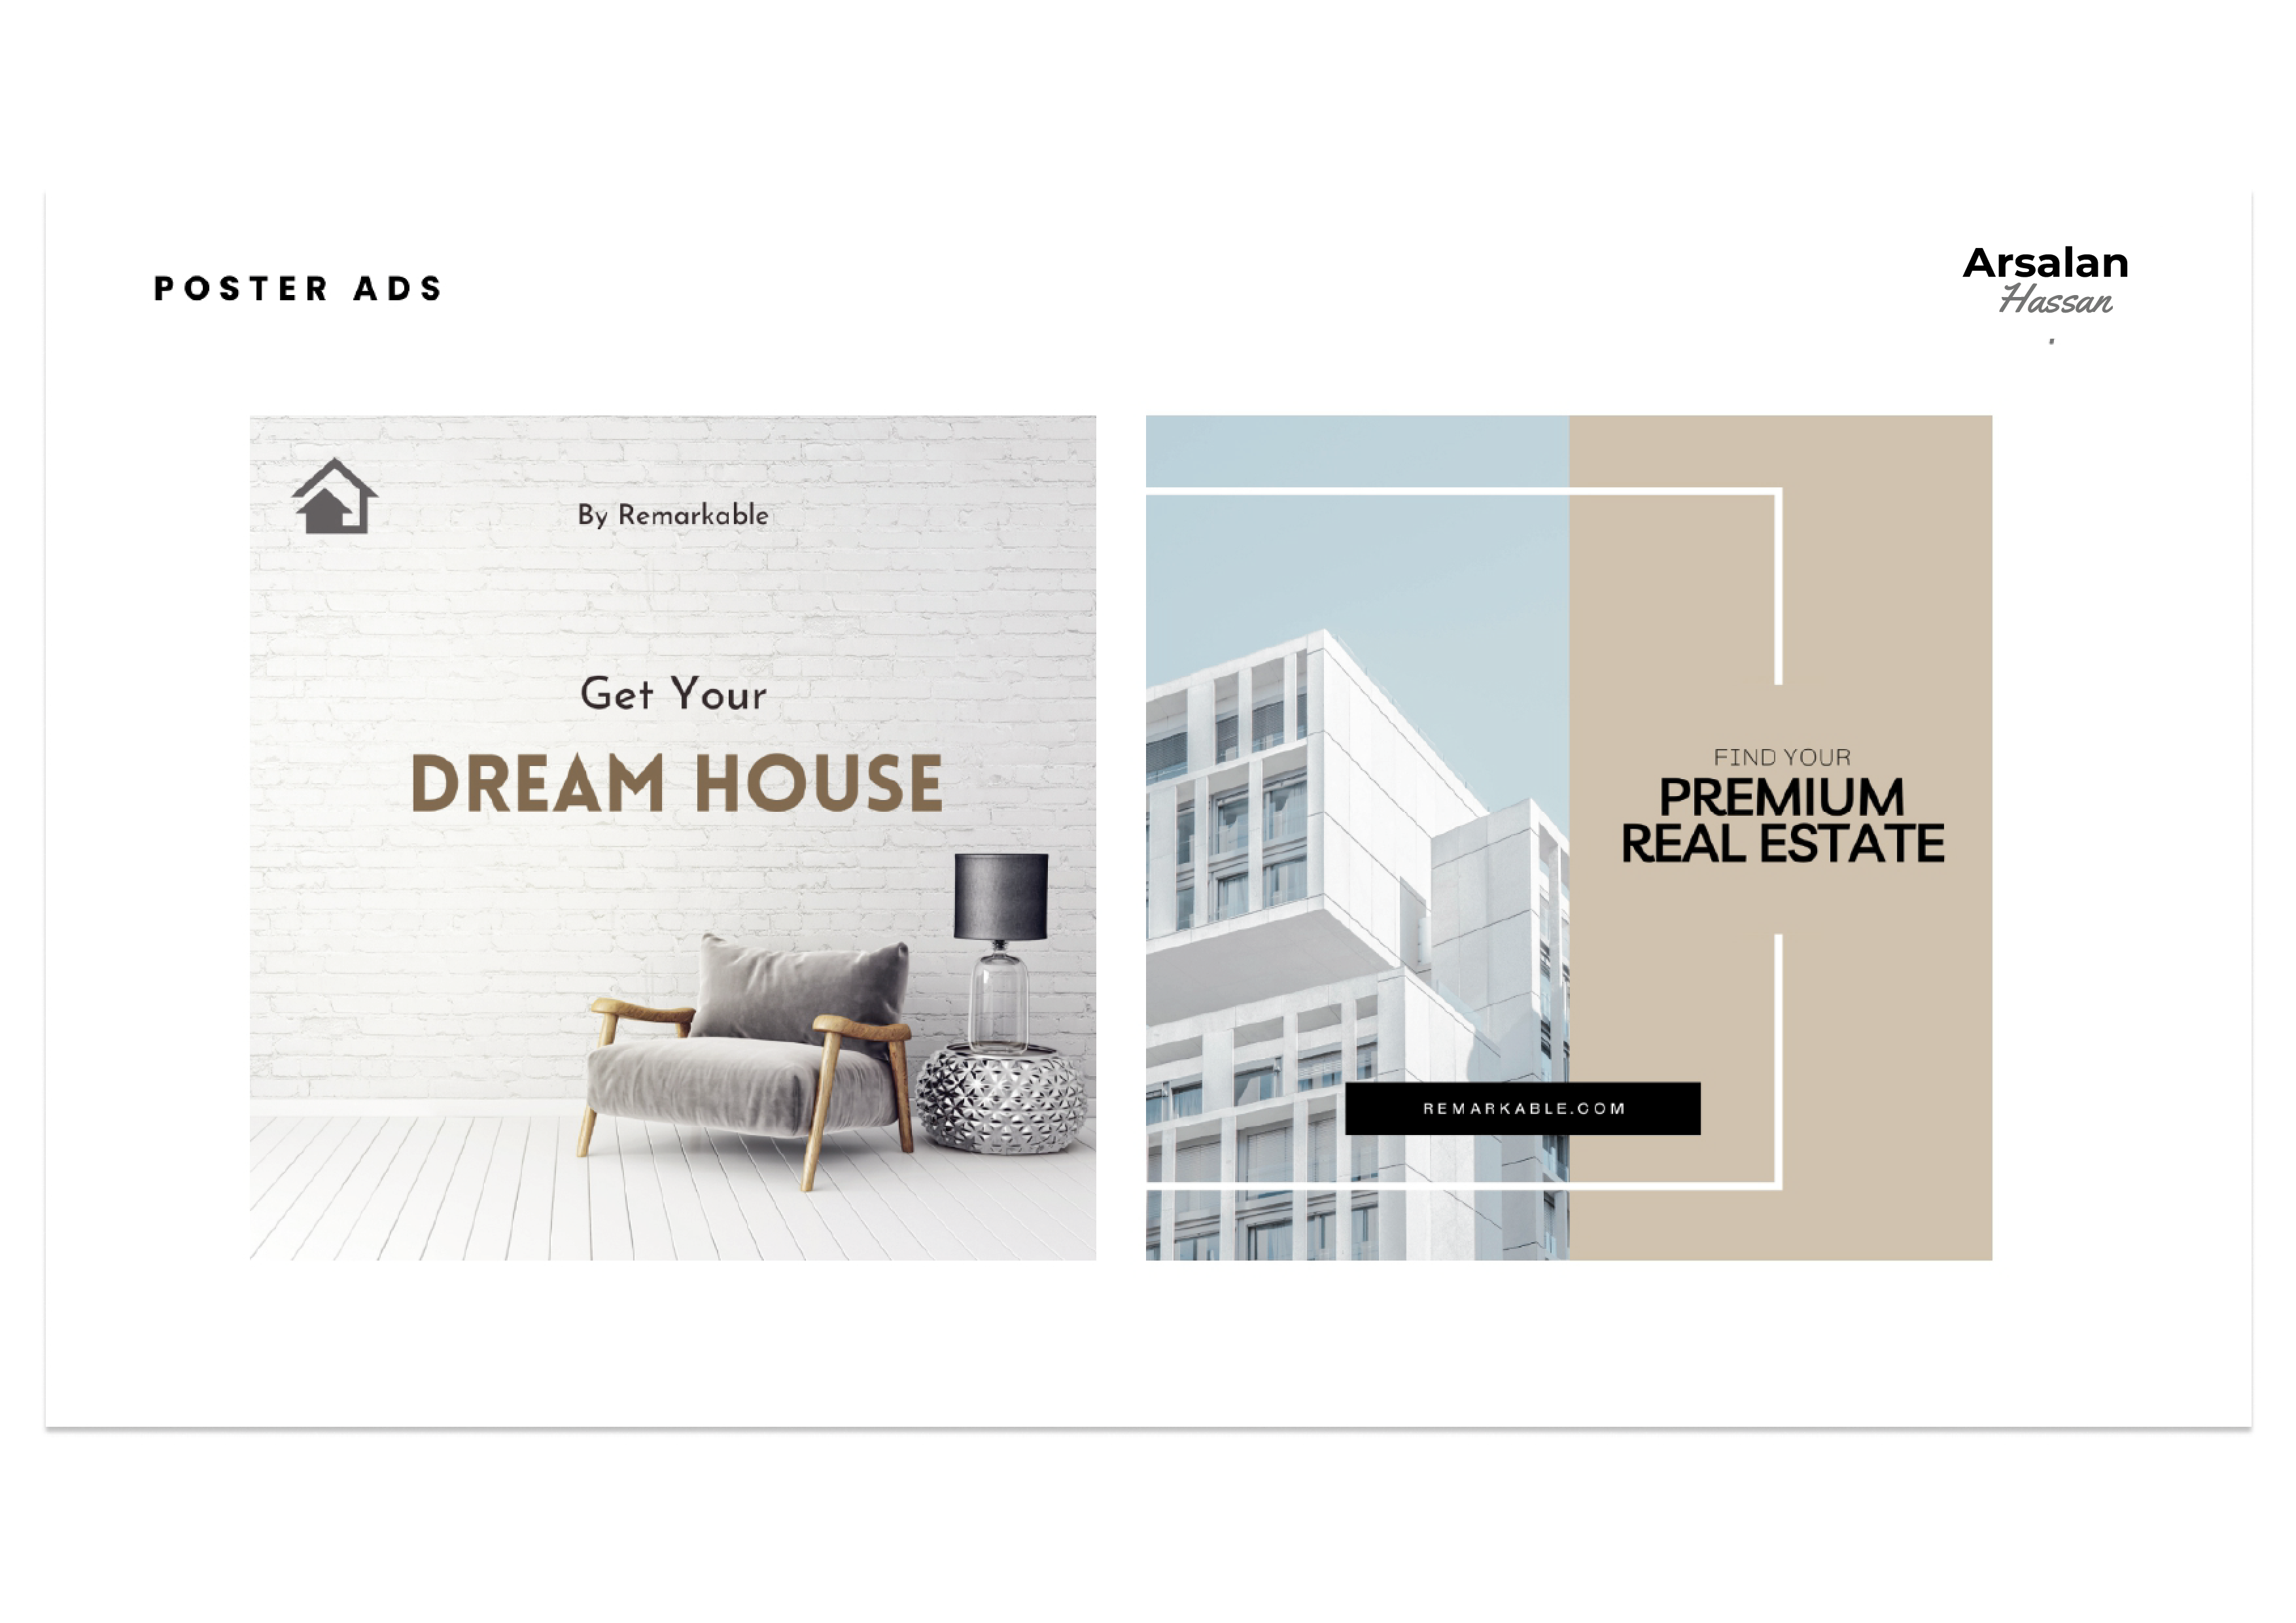 POSTER ADS
Arsalan
Hassan
.
By Remarkable
Get Your
DREAM HOUSE
FIND YOUR
PREMIUM
REAL ESTATE
REMARKABLE.COM